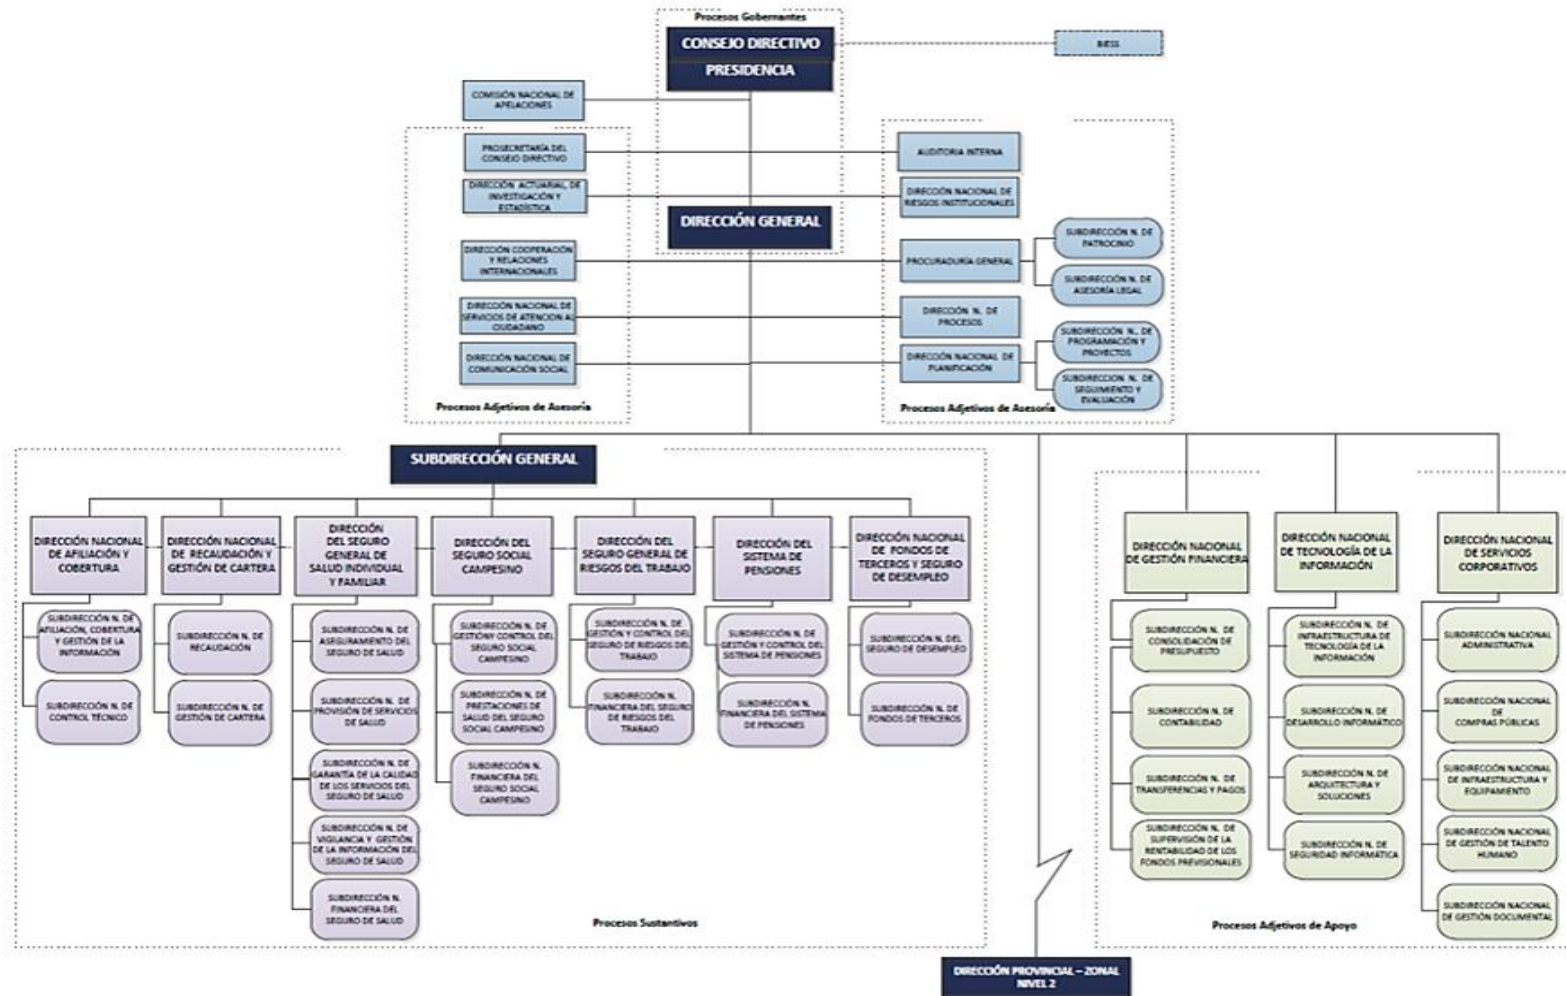 Procesos Gobernantes
CONSEJO DIRECTIVO
PRESIDENCIA
BIESS
COMISIÓN NACIONAL DE
APELACIONES
PROSECRETARÍA DEL
CONSEJO DIRECTIVO
AUDITORIA INTERNA
DIRECCIÓN ACTUARIAL, DE
INVESTIGACIÓN Y
ESTADÍSTICA
DIRECCIÓN NACIONAL DE
RIESGOS INSTITUCIONALES
DIRECCIÓN GENERAL
DIRECCIÓN COOPERACIÓN
Y RELACIONES
INTERNACIONALES
PROCURADURÍA GENERAL
SUBDIRECCIÓN N. DE
PATROCINIO
SUBDIRECCIÓN N. DE
ASESORÍA LEGAL
DIRECCIÓN NACIONAL DE
SERVICIOS DE ATENCION AL
CIUDADANO
DIRECCIÓN N. DE
PROCESOS
DIRECCIÓN NACIONAL DE
COMUNICACIÓN SOCIAL
DIRECCIÓN NACIONAL DE
PLANIFICACIÓN
SUBDIRECCIÓN N. DE
PROGRAMACIÓN Y
PROYECTOS
SUBDIRECCION N. DE
SEGUIMIENTO Y
EVALUACIÓN
Procesos Adjetivos de Asesoría
Procesos Adjetivos de Asesoría
SUBDIRECCIÓN GENERAL
DIRECCIÓN NACIONAL
DE AFILIACIÓN Y
COBERTURA
SUBDIRECCIÓN N. DE
AFILIACIÓN, COBERTURA
Y GESTIÓN DE LA
INFORMACIÓN
SUBDIRECCIÓN N. DE
CONTROL TÉCNICO
DIRECCIÓN NACIONAL
DE RECAUDACIÓN Y
GESTIÓN DE CARTERA
SUBDIRECCIÓN N. DE
RECAUDACIÓN
SUBDIRECCIÓN N. DE
GESTIÓN DE CARTERA
DIRECCIÓN
DEL SEGURO
GENERAL DE
SALUD INDIVIDUAL
Y FAMILIAR
SUBDIRECCIÓN N. DE
ASEGURAMIENTO DEL
SEGURO DE SALUD
SUBDIRECCIÓN N. DE
PROVISIÓN DE SERVICIOS
DE SALUD
SUBDIRECCIÓN N. DE
GARANTÍA DE LA CALIDAD
DE LOS SERVICIOS DEL
SEGURO DE SALUD
SUBDIRECCIÓN N. DE
VIGILANCIA Y GESTIÓN
DE LA INFORMACIÓN DEL
SEGURO DE SALUD
SUBDIRECCIÓN N.
FINANCIERA DEL
SEGURO DE SALUD
DIRECCIÓN DEL
SEGURO SOCIAL
CAMPESINO
SUBDIRECCIÓN N. DE
GESTIÓNY CONTROL DEL
SEGURO SOCIAL
CAMPESINO
SUBDIRECCIÓN N. DE
PRESTACIONES DE
SALUD DEL SEGURO
SOCIAL CAMPESINO
SUBDIRECCIÓN N.
FINANCIERA DEL
SEGURO SOCIAL
CAMPESINO
DIRECCIÓN DEL
SEGURO GENERAL DE
RIESGOS DEL TRABAJO
SUBDIRECCIÓN N. DE
GESTIÓN Y CONTROL DEL
SEGURO DE RIESGOS DEL
TRABAJO
SUBDIRECCIÓN N.
FINANCIERA DEL SEGURO
DE RIESGOS DEL
TRABAJO
DIRECCIÓN DEL
SISTEMA DE
PENSIONES
SUBDIRECCIÓN N. DE
GESTIÓN Y CONTROL DEL
SISTEMA DE PENSIONES
SUBDIRECCIÓN N.
FINANCIERA DEL SISTEMA
DE PENSIONES
DIRECCIÓN NACIONAL
DE FONDOS DE
TERCEROS Y SEGURO
DE DESEMPLEO
SUBDIRECCIÓN N. DEL
SEGURO DE DESEMPLEO
SUBDIRECCIÓN N. DE
FONDOS DE TERCEROS
Procesos Sustantivos
DIRECCIÓN NACIONAL
DE GESTIÓN FINANCIERA
SUBDIRECCIÓN N. DE
CONSOLIDACIÓN DE
PRESUPUESTO
SUBDIRECCIÓN N. DE
CONTABILIDAD
SUBDIRECCIÓN N. DE
TRANSFERENCIAS Y PAGOS
SUBDIRECCIÓN N. DE
SUPERVISIÓN DE LA
RENTABILIDAD DE LOS
FONDOS PREVISIONALES
DIRECCIÓN NACIONAL
DE TECNOLOGÍA DE LA
INFORMACIÓN
SUBDIRECCIÓN N. DE
INFRAESTRUCTURA DE
TECNOLOGÍA DE LA
INFORMACIÓN
SUBDIRECCIÓN N. DE
DESARROLLO INFORMÁTICO
SUBDIRECCIÓN N. DE
ARQUITECTURA Y
SOLUCIONES
SUBDIRECCIÓN N. DE
SEGURIDAD INFORMÁTICA
DIRECCIÓN NACIONAL
DE SERVICIOS
CORPORATIVOS
SUBDIRECCIÓN NACIONAL
ADMINISTRATIVA
SUBDIRECCIÓN NACIONAL
DE
COMPRAS PÚBLICAS
SUBDIRECCIÓN NACIONAL
DE INFRAESTRUCTURA Y
EQUIPAMIENTO
SUBDIRECCIÓN NACIONAL
DE GESTIÓN DE TALENTO
HUMANO
SUBDIRECCIÓN NACIONAL
DE GESTIÓN DOCUMENTAL
Procesos Adjetivos de Apoyo
DIRECCIÓN PROVINCIAL – ZONAL
NIVEL 2